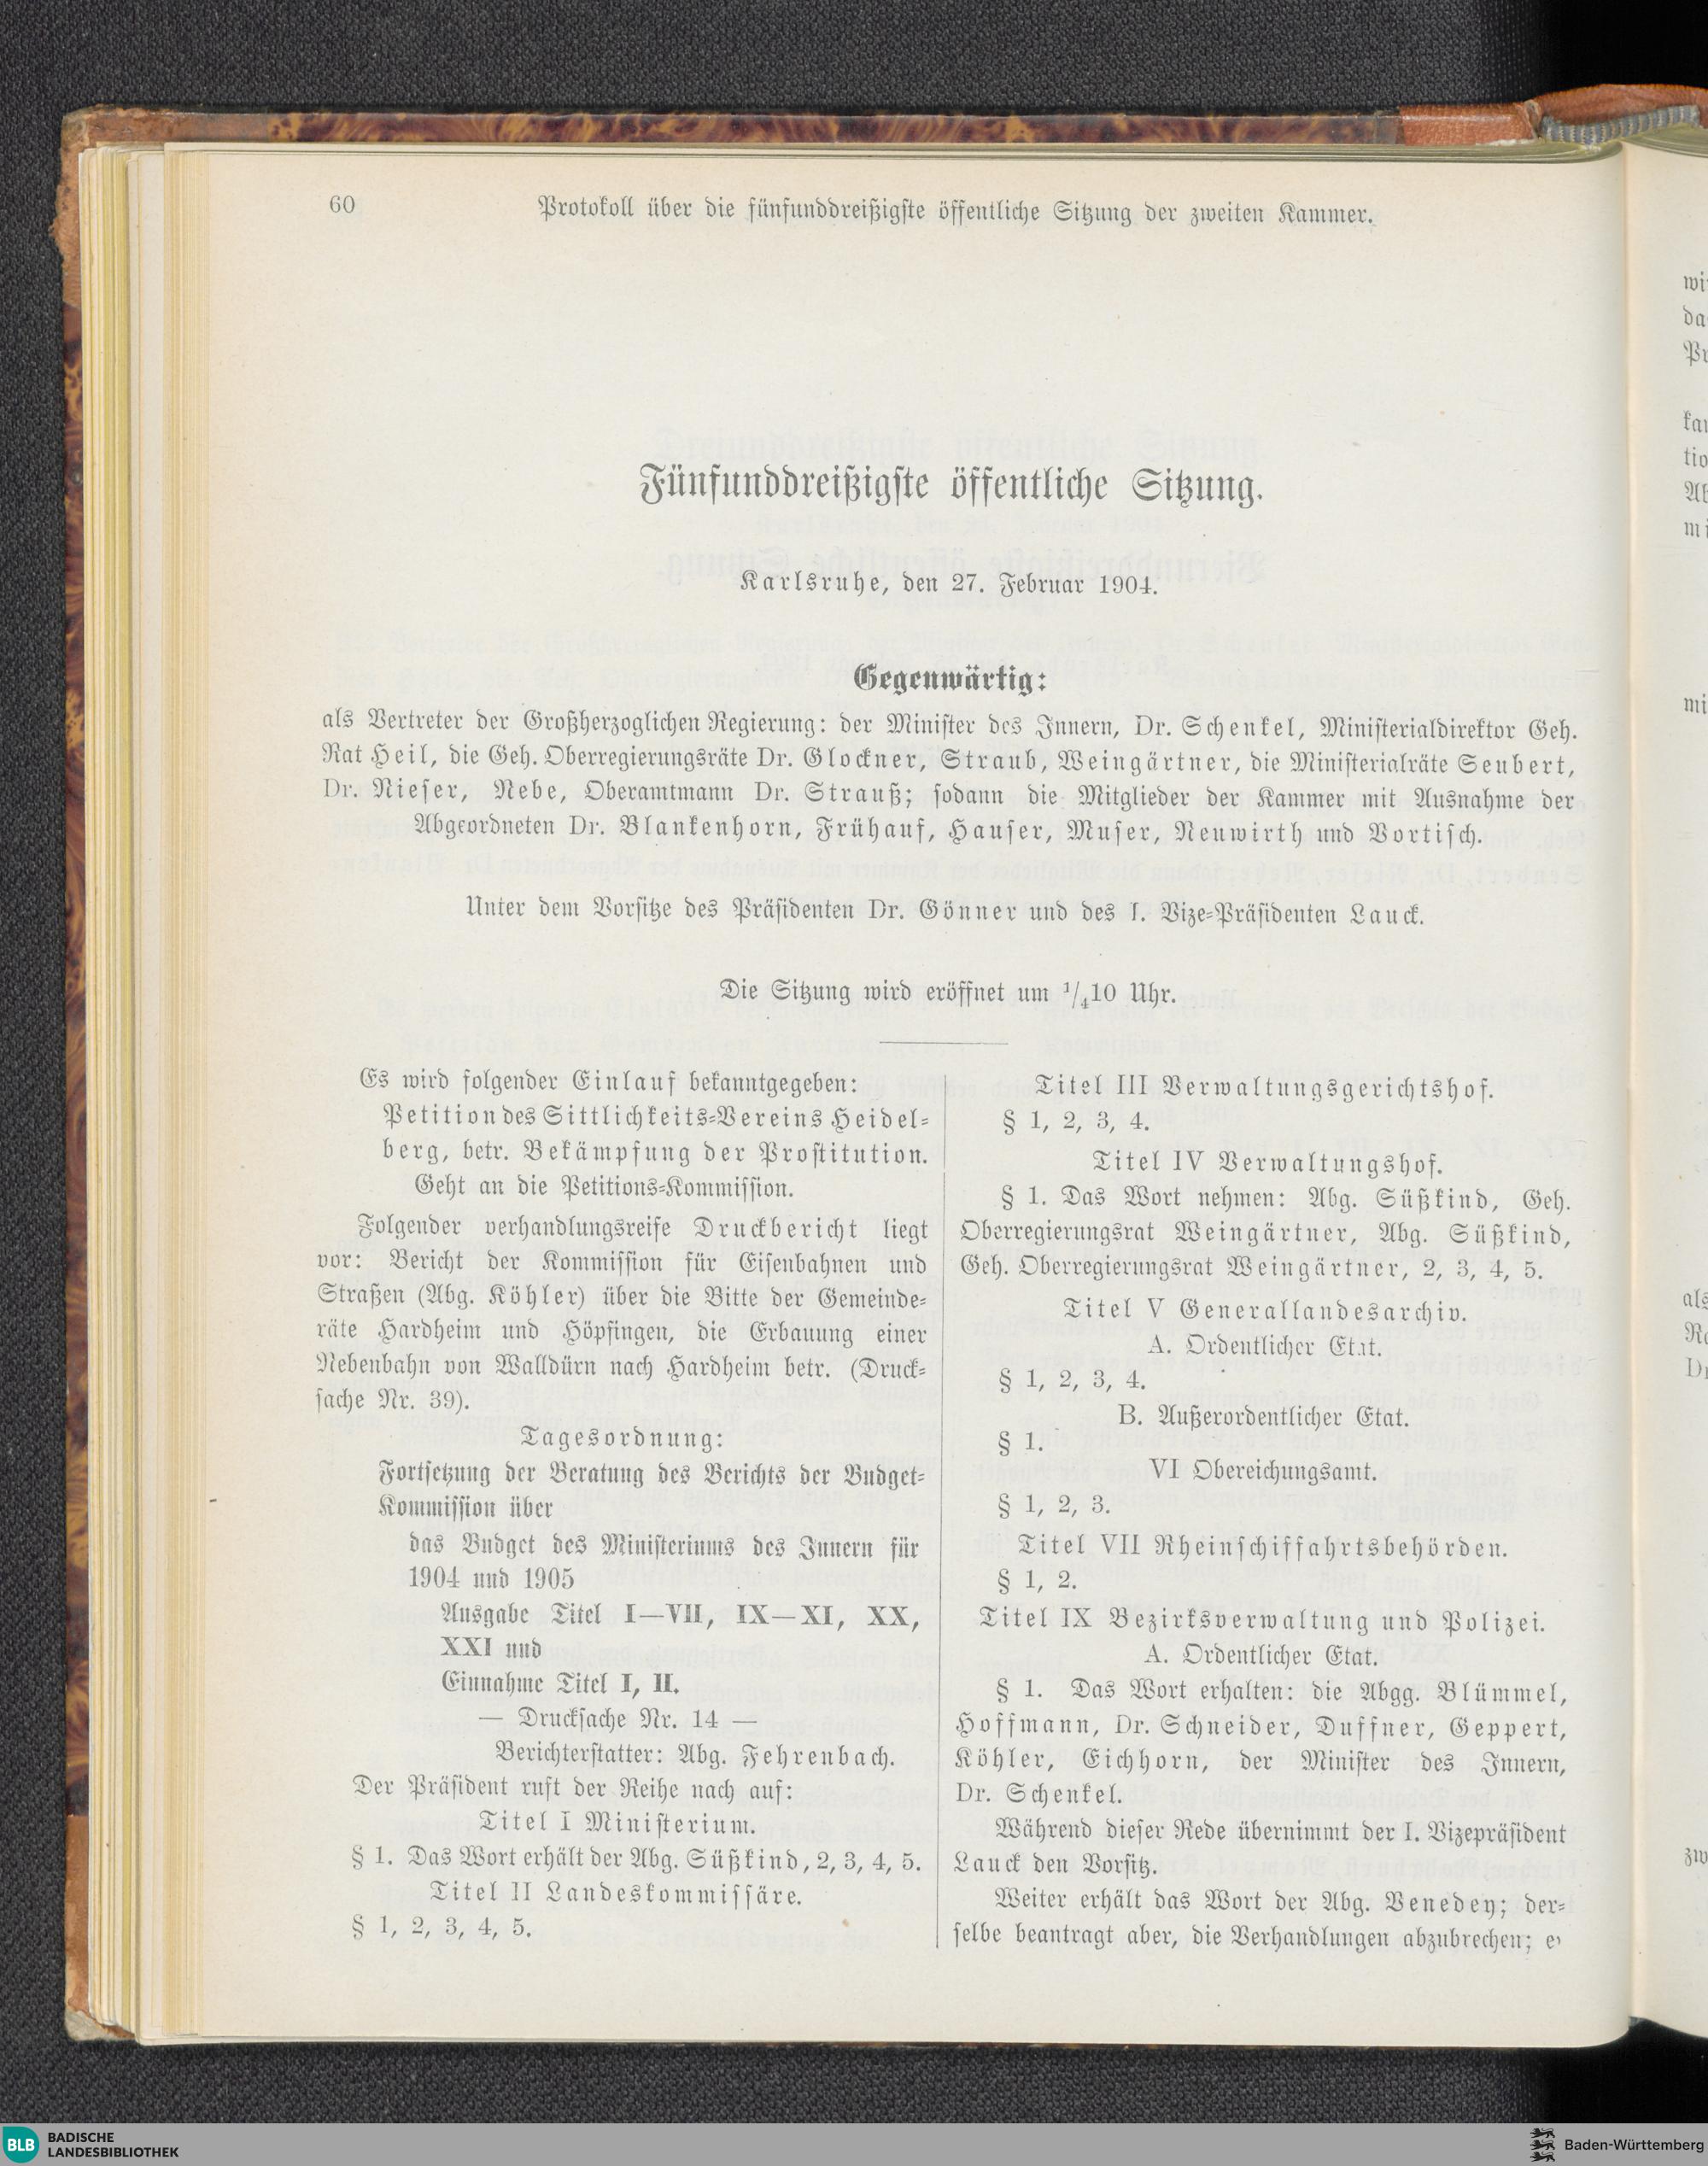 60
Protokoll über die fünfunddreißigste öffentliche Sitzung der zweiten Kammer.
Fünfunddreißigste öffentliche Sitzung.
Karlsruhe, den 27. Februar 1904.
Gegenwärtig:
als Vertreter der Großherzoglichen Regierung: der Minister des Innern, Dr. Schenkel, Ministerialdirektor Geh.
Rat Heil, die Geh. Oberregierungsräte Dr. Glockner, Straub, Weingärtner, die Ministerialräte Seubert,
Dr. Nieser, Nebe, Oberamtmann Dr. Strauß; sodann die Mitglieder der Kammer mit Ausnahme der
Abgeordneten Dr. Blankenhorn, Frühauf, Hauser, Muser, Neuwirth und Vortisch.
Unter dem Vorsitze des Präsidenten Dr. Gönner und des I. Vize-Präsidenten Lauck.
Die Sitzung wird eröffnet um 1/410 Uhr.
Es wird folgender Einlauf bekanntgegeben:
Petition des Sittlichkeits-Vereins Heidel-
berg, betr. Bekämpfung der Prostitution.
Geht an die Petitions-Kommission.
Folgender verhandlungsreife Druckbericht liegt
vor: Bericht der Kommission für Eisenbahnen und
Straßen (Abg. Köhler) über die Bitte der Gemeinde-
räte Hardheim und Höpfingen, die Erbauung einer
Nebenbahn von Walldürn nach Hardheim betr. (Druck-
sache Nr. 39).
Tagesordnung:
Fortsetzung der Beratung des Berichts der Budget-
Kommission über
das Budget des Ministeriums des Innern für
1904 und 1905
Ausgabe Titel I—VII, IX—XI, XX,
XXI und
Einnahme Titel I, II.
— Drucksache Nr. 14 —
Berichterstatter: Abg. Fehrenbach.
Der Präsident ruft der Reihe nach auf:
Titel I Ministerium.
§ 1. Das Wort erhält der Abg. Süßkind, 2, 3, 4, 5.
Titel II Landeskommissäre.
§ 1, 2, 3, 4, 5.
Titel III Verwaltungsgerichtshof.
§ 1, 2, 3, 4.
Titel IV Verwaltungshof.
§ 1. Das Wort nehmen: Abg. Süßkind, Geh.
Oberregierungsrat Weingärtner, Abg. Süßkind,
Geh. Oberregierungsrat Weingärtner, 2, 3, 4, 5.
Titel V Generallandesarchiv.
A. Ordentlicher Etat.
§ 1, 2, 3, 4.
B. Außerordentlicher Etat.
§ 1.
VI Obereichungsamt.
§ 1, 2, 3.
Titel VII Rheinschiffahrtsbehörden.
§ 1, 2.
Titel IX Bezirksverwaltung und Polizei.
A. Ordentlicher Etat.
§ 1. Das Wort erhalten: die Abgg. Blümmel,
Hoffmann, Dr. Schneider, Duffner, Geppert,
Köhler, Eichhorn, der Minister des Innern,
Dr. Schenkel.
Während dieser Rede übernimmt der I. Vizepräsident
Lauck den Vorsitz.
Weiter erhält das Wort der Abg. Venedey; der-
selbe beantragt aber, die Verhandlungen abzubrechen;
BLB BADISCHE
LANDESBIBLIOTHEK
Baden-Württemberg